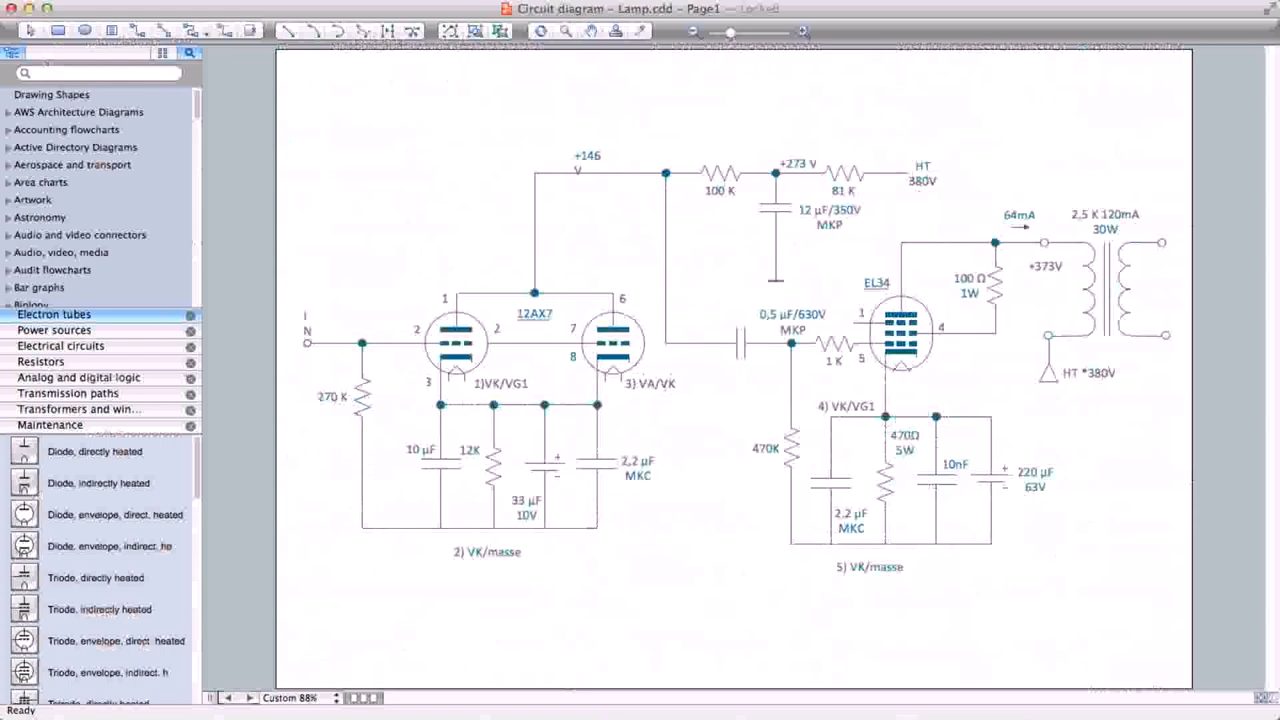 Circuit diagram – Lamp.cdd – Page1 — Locked
Drawing Shapes
AWS Architecture Diagrams
Accounting flowcharts
Active Directory Diagrams
Aerospace and transport
Area charts
Artwork
Astronomy
Audio and video connectors
Audio, video, media
Audit flowcharts
Bar graphs
Biology
Electron tubes
Power sources
Electrical circuits
Resistors
Analog and digital logic
Transmission paths
Transformers and win...
Maintenance
Diode, directly heated
Diode, indirectly heated
Diode, envelope, direct. heated
Diode, envelope, indirect. he
Triode, directly heated
Triode, indirectly heated
Triode, envelope, direct. heated
Triode, envelope, indirect. h
Ready
Custom 88%
+146
V
100 K
+273 V
81 K
HT
380V
12 µF/350V
MKP
64mA
2,5 K 120mA
30W
+373V
100 Ω
1W
EL34
1
4
5
HT *380V
1
6
12AX7
I
N
2
2
7
8
3
1)VK/VG1
3) VA/VK
0,5 µF/630V
MKP
1 K
270 K
10 µF
12K
33 µF
10V
+
–
2,2 µF
MKC
2) VK/masse
4) VK/VG1
470K
2,2 µF
MKC
470Ω
5W
10nF
+
–
220 µF
63V
5) VK/masse